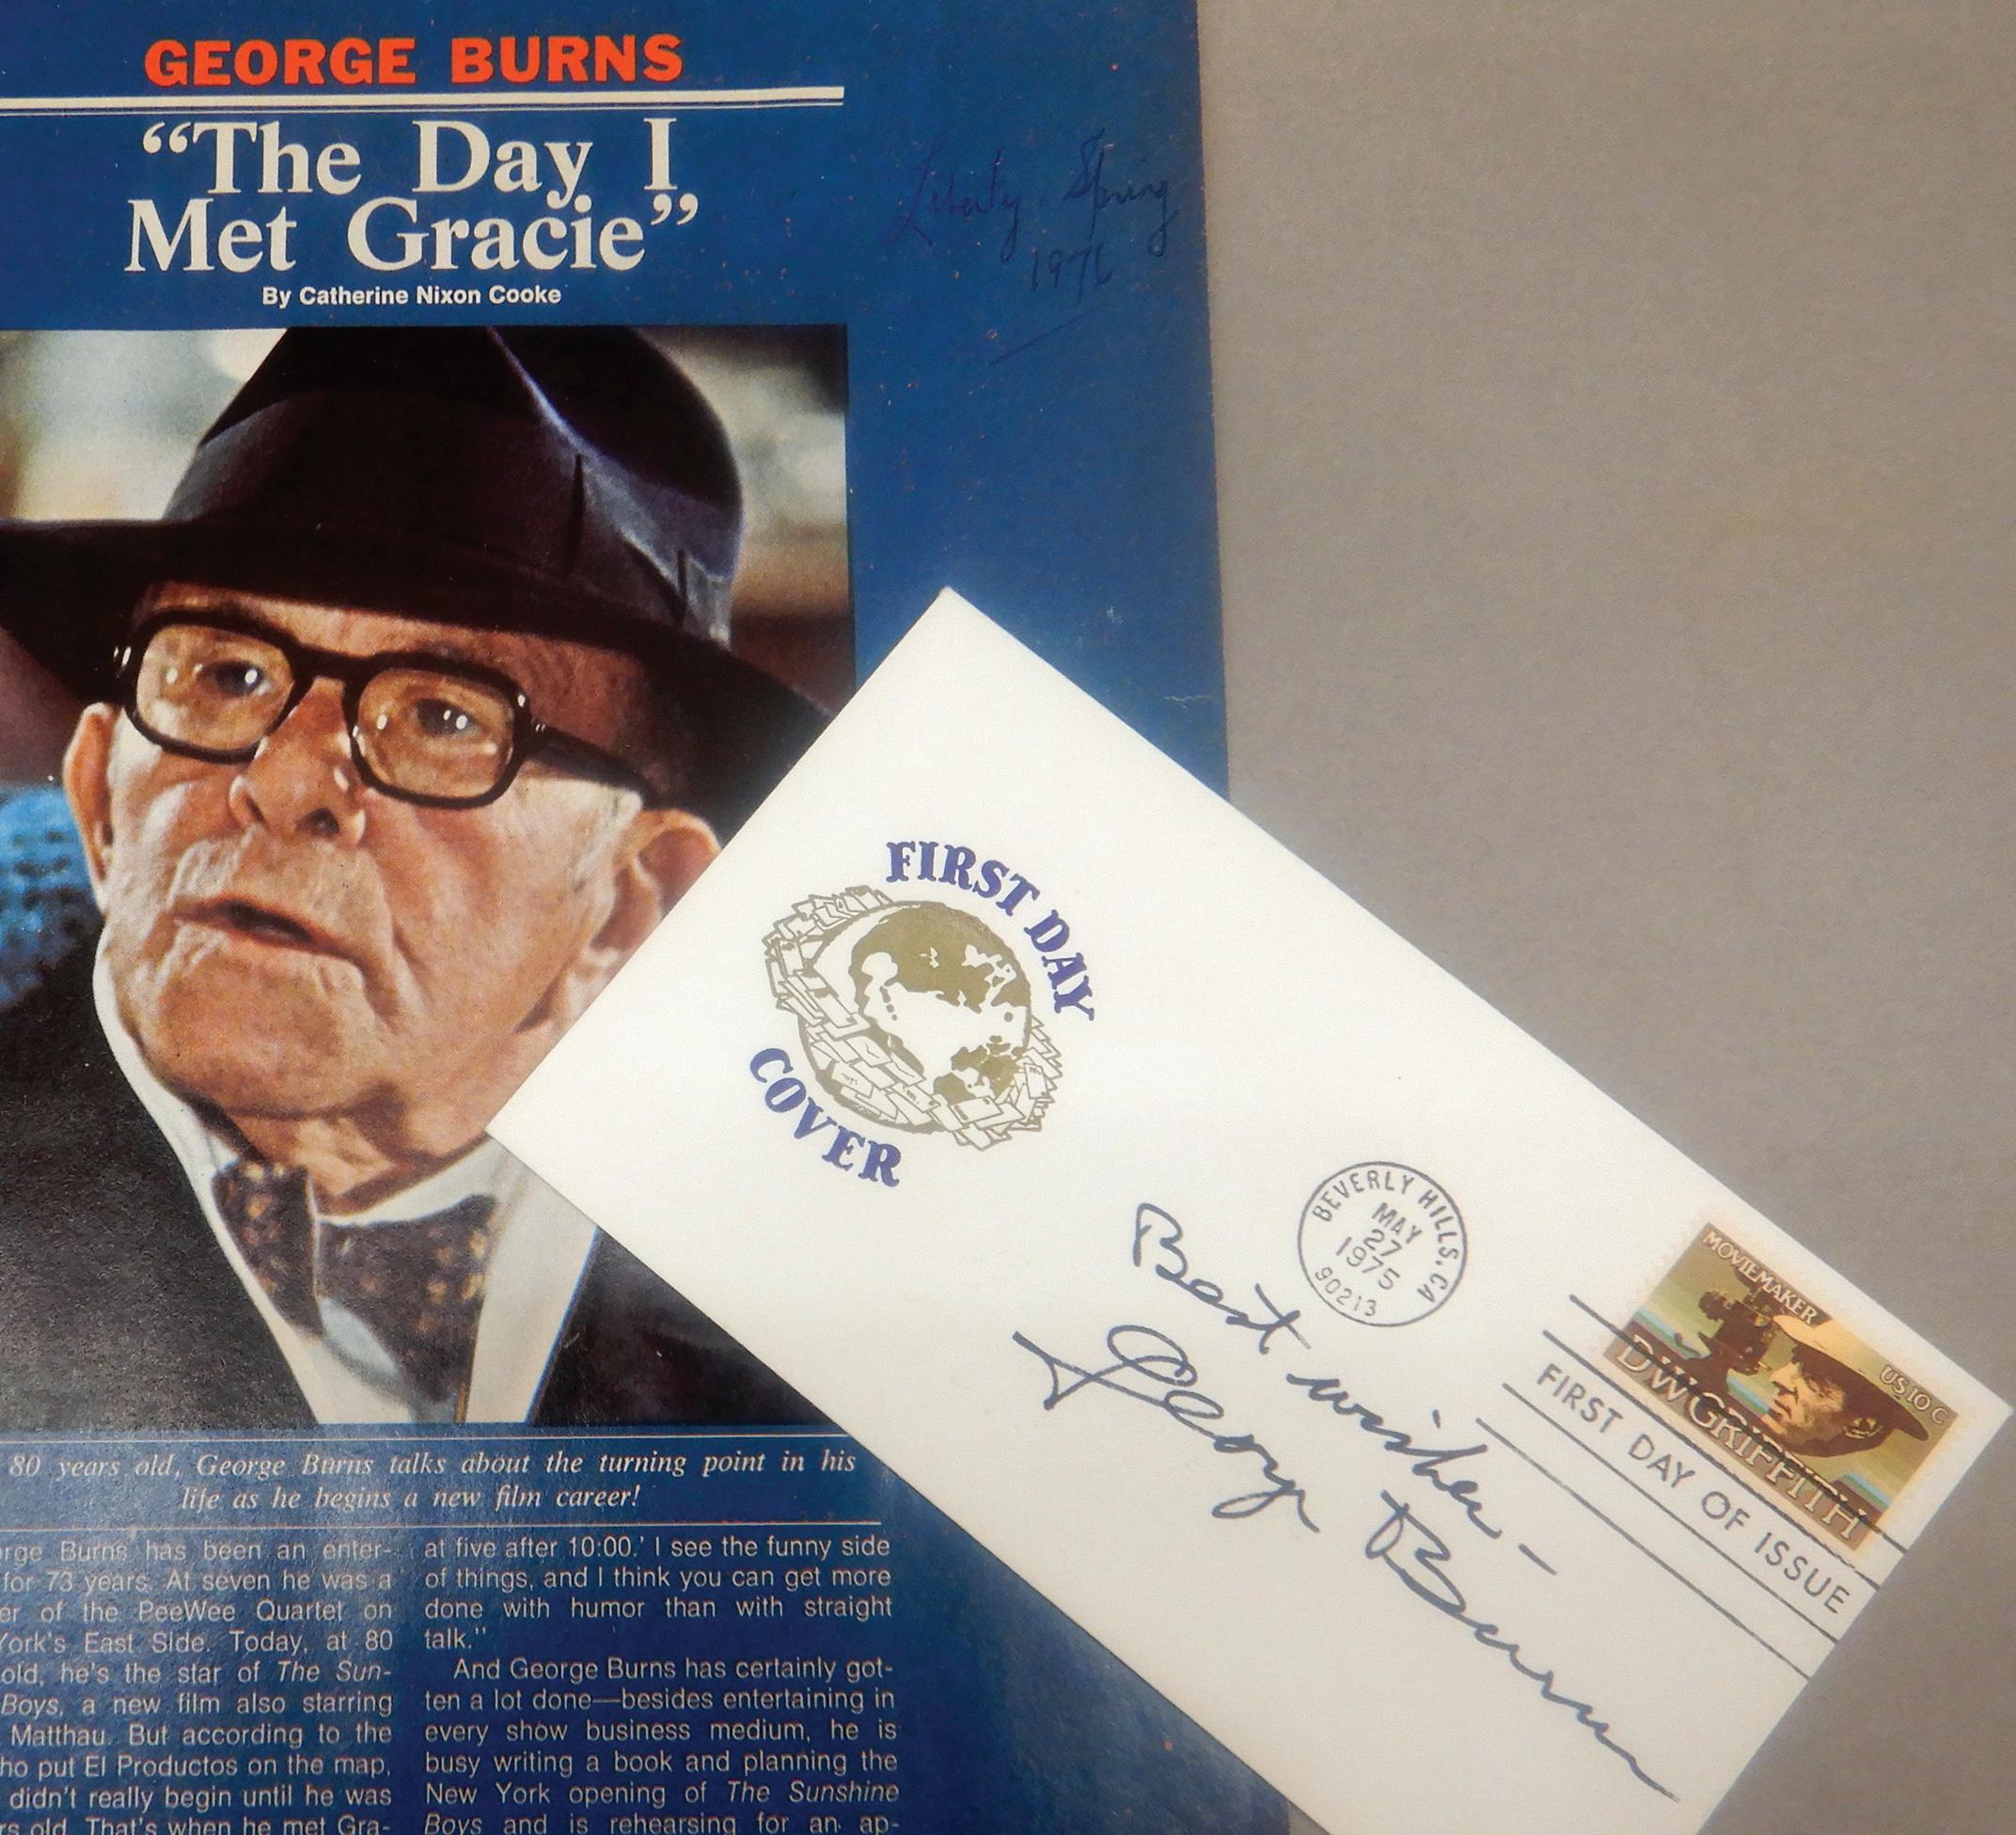 GEORGE BURNS
“The Day I
Met Gracie”
By Catherine Nixon Cooke
Liberty Spring
1976
80 years old, George Burns talks about the turning point in his
life as he begins a new film career!
rge Burns has been an enter-
for 73 years. At seven he was a
er of the PeeWee Quartet on
York's East Side. Today, at 80
old, he's the star of The Sun-
Boys, a new film also starring
Matthau. But according to the
ho put El Productos on the map,
didn't really begin until he was
rs old. That's when he met Gra-
at five after 10:00.' I see the funny side
of things, and I think you can get more
done with humor than with straight
talk."
And George Burns has certainly got-
ten a lot done—besides entertaining in
every show business medium, he is
busy writing a book and planning the
New York opening of The Sunshine
Boys and is rehearsing for an ap-
FIRST DAY
COVER
BEVERLY HILLS, CA
MAY
27
1975
90213
MOVIEMAKER
US 10 C
DW GRIFFITH
FIRST DAY OF ISSUE
Best wishes -
George Burns